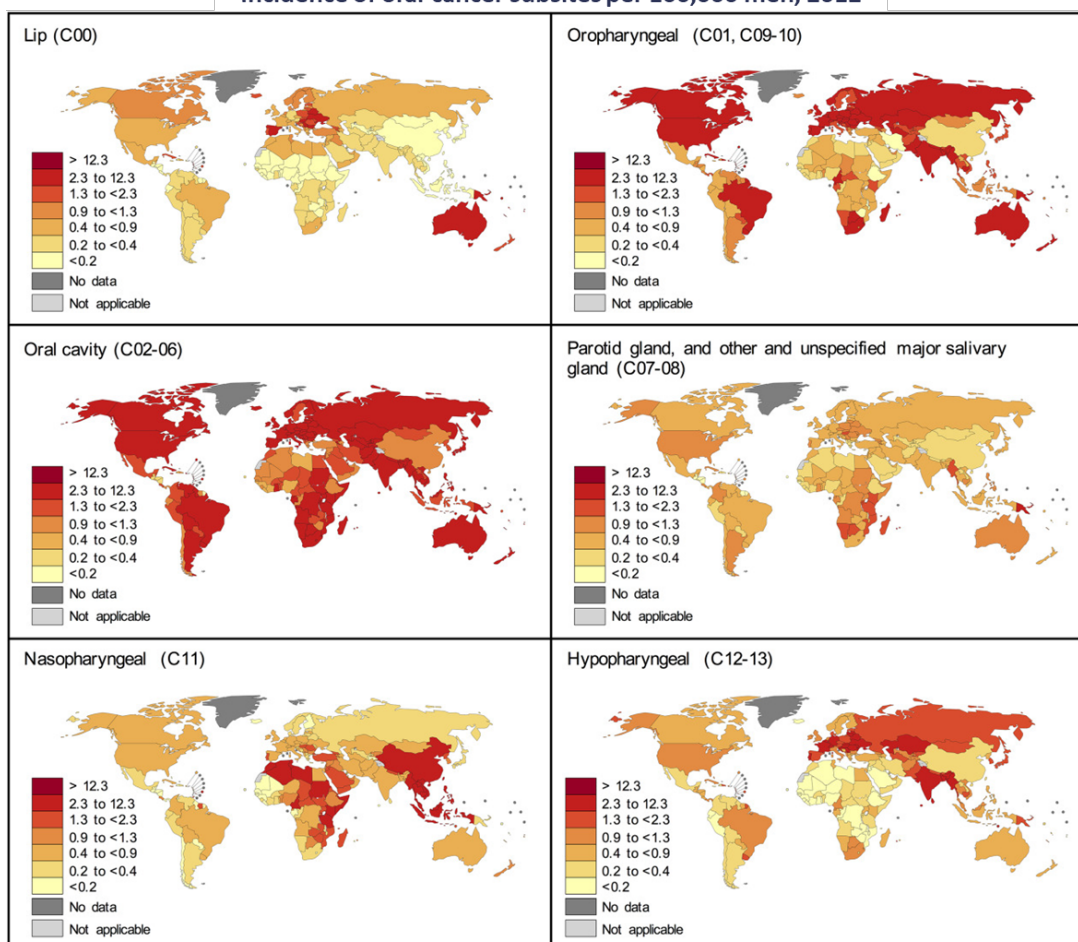 Incidence of oral cancer subsites per 100,000 men, 2012
Lip (C00)
> 12.3
2.3 to 12.3
1.3 to <2.3
0.9 to <1.3
0.4 to <0.9
0.2 to <0.4
<0.2
No data
Not applicable
Oropharyngeal (C01, C09-10)
> 12.3
2.3 to 12.3
1.3 to <2.3
0.9 to <1.3
0.4 to <0.9
0.2 to <0.4
<0.2
No data
Not applicable
Oral cavity (C02-06)
> 12.3
2.3 to 12.3
1.3 to <2.3
0.9 to <1.3
0.4 to <0.9
0.2 to <0.4
<0.2
No data
Not applicable
Parotid gland, and other and unspecified major salivary
gland (C07-08)
> 12.3
2.3 to 12.3
1.3 to <2.3
0.9 to <1.3
0.4 to <0.9
0.2 to <0.4
<0.2
No data
Not applicable
Nasopharyngeal (C11)
> 12.3
2.3 to 12.3
1.3 to <2.3
0.9 to <1.3
0.4 to <0.9
0.2 to <0.4
<0.2
No data
Not applicable
Hypopharyngeal (C12-13)
> 12.3
2.3 to 12.3
1.3 to <2.3
0.9 to <1.3
0.4 to <0.9
0.2 to <0.4
<0.2
No data
Not applicable